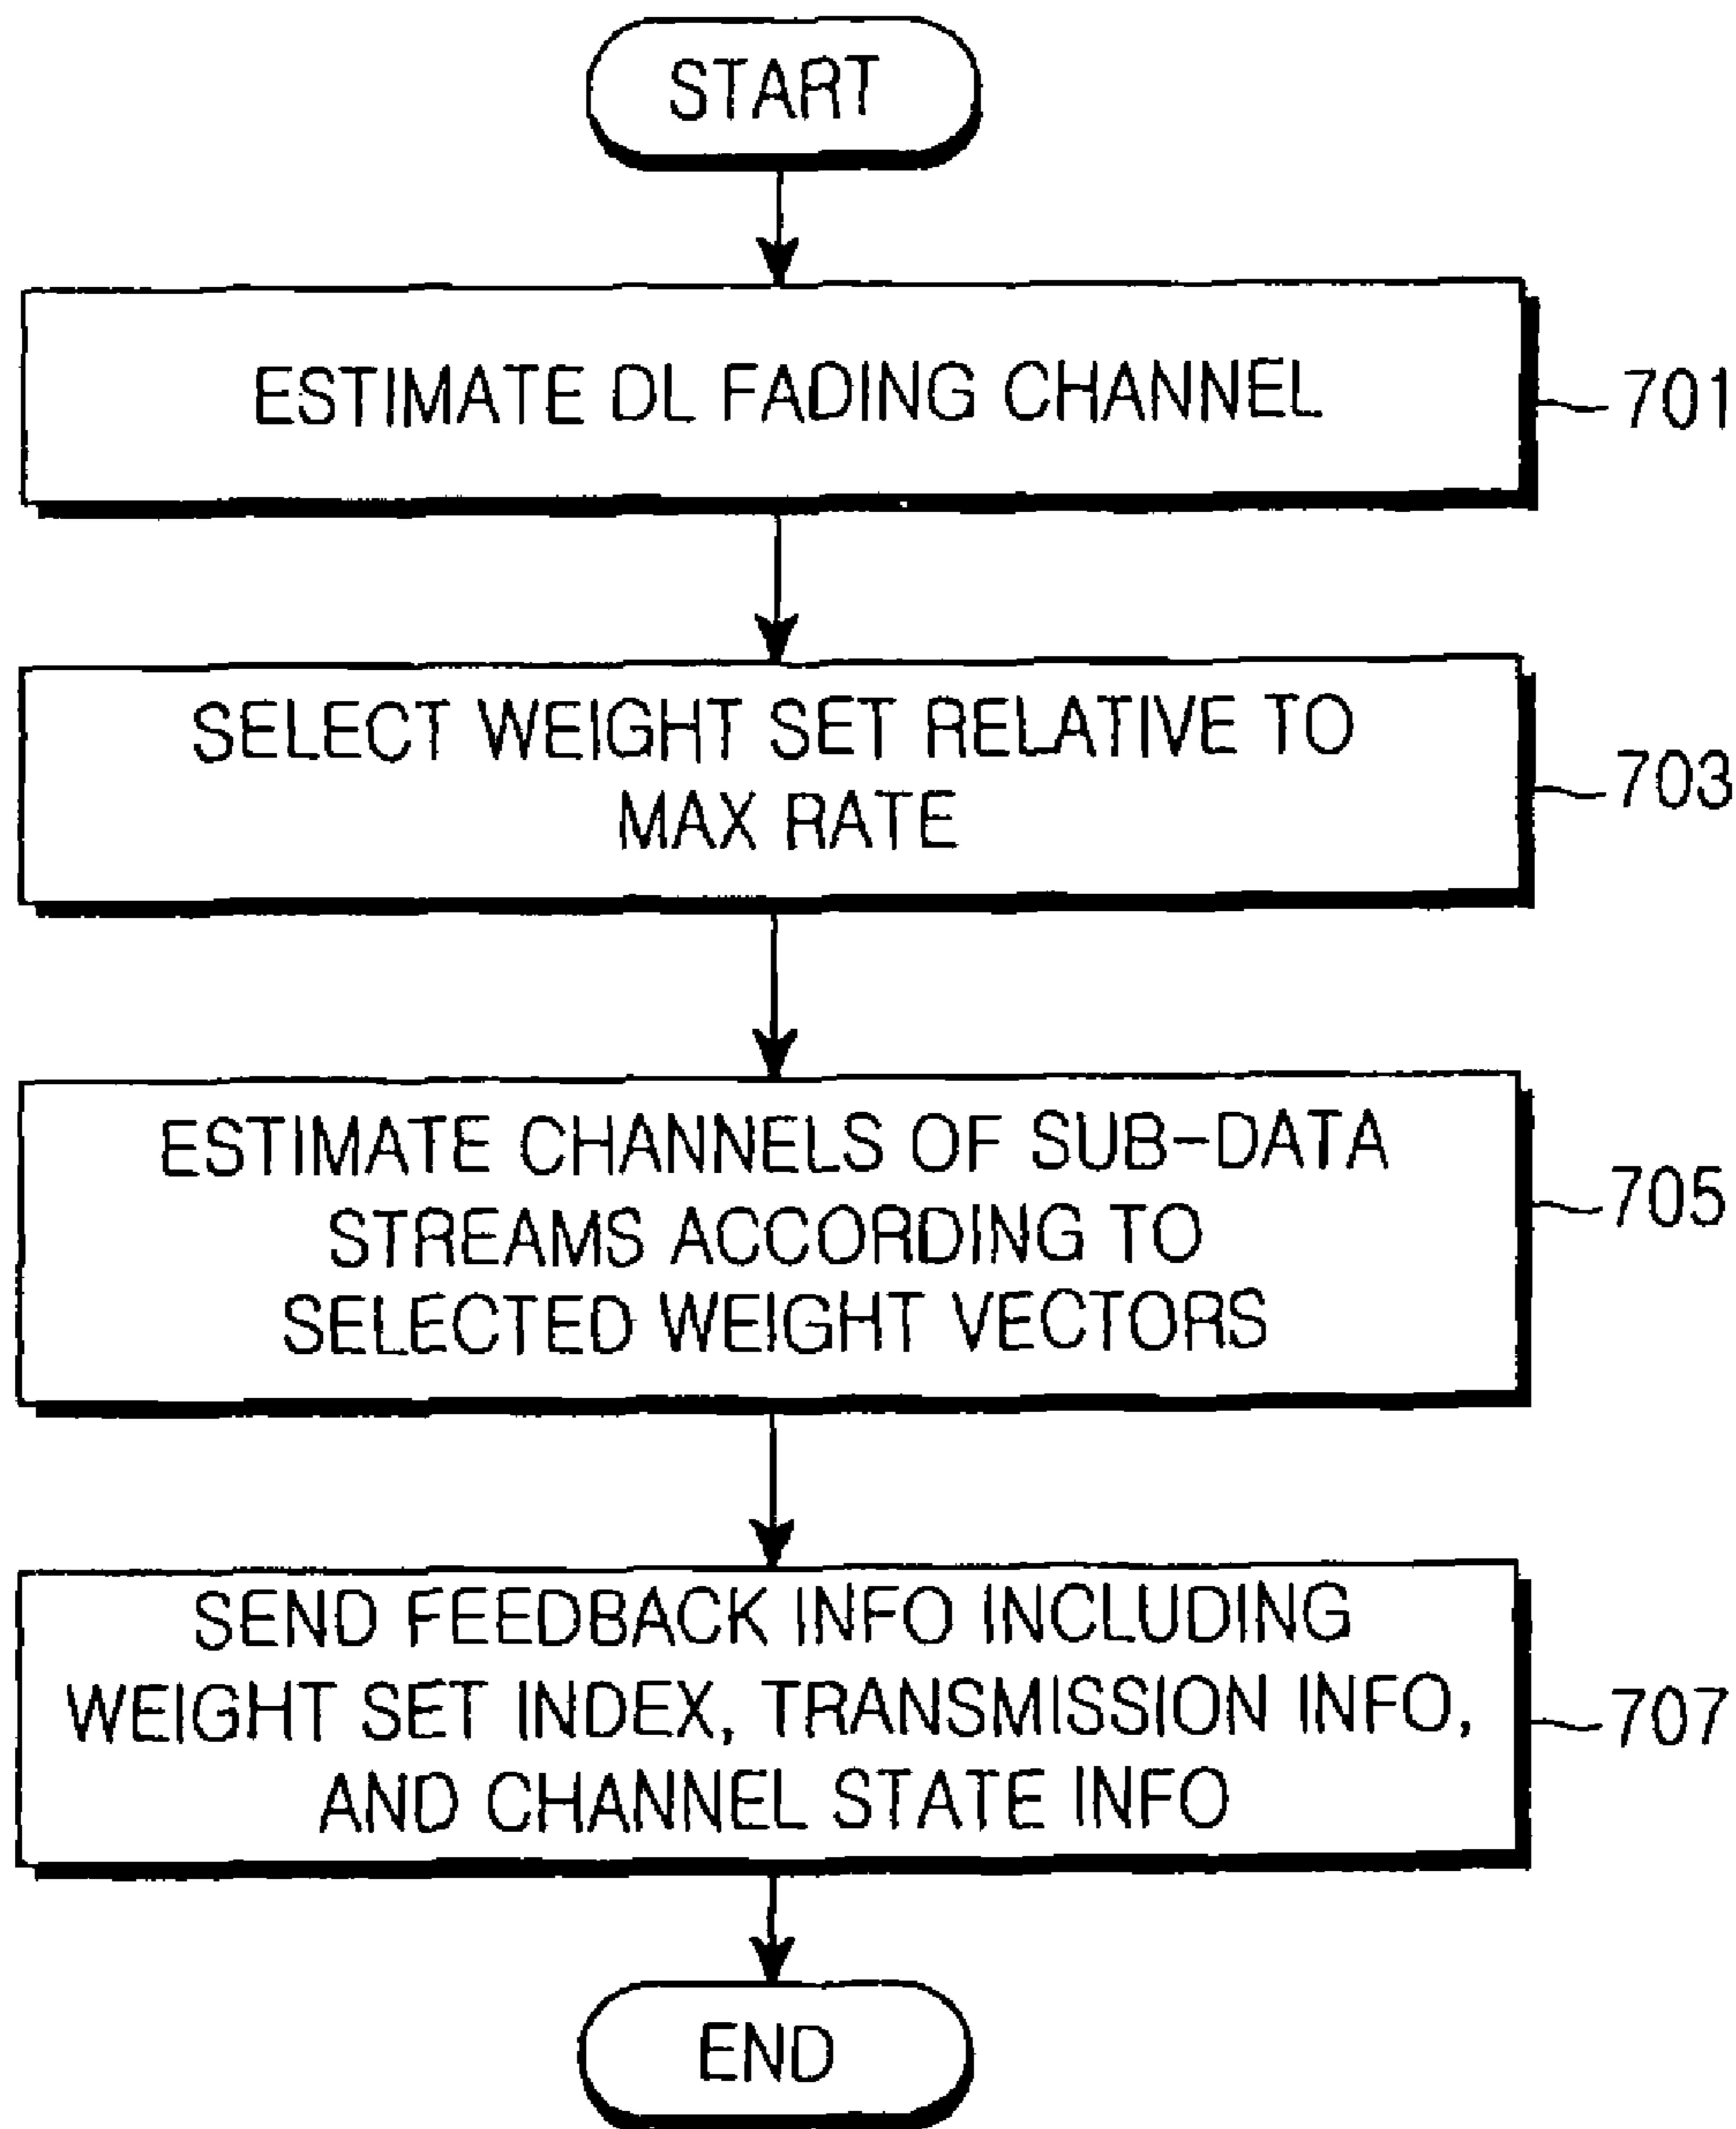 START
ESTIMATE DL FADING CHANNEL
701
SELECT WEIGHT SET RELATIVE TO
MAX RATE
703
ESTIMATE CHANNELS OF SUB-DATA
STREAMS ACCORDING TO
SELECTED WEIGHT VECTORS
705
SEND FEEDBACK INFO INCLUDING
WEIGHT SET INDEX, TRANSMISSION INFO,
AND CHANNEL STATE INFO
707
END